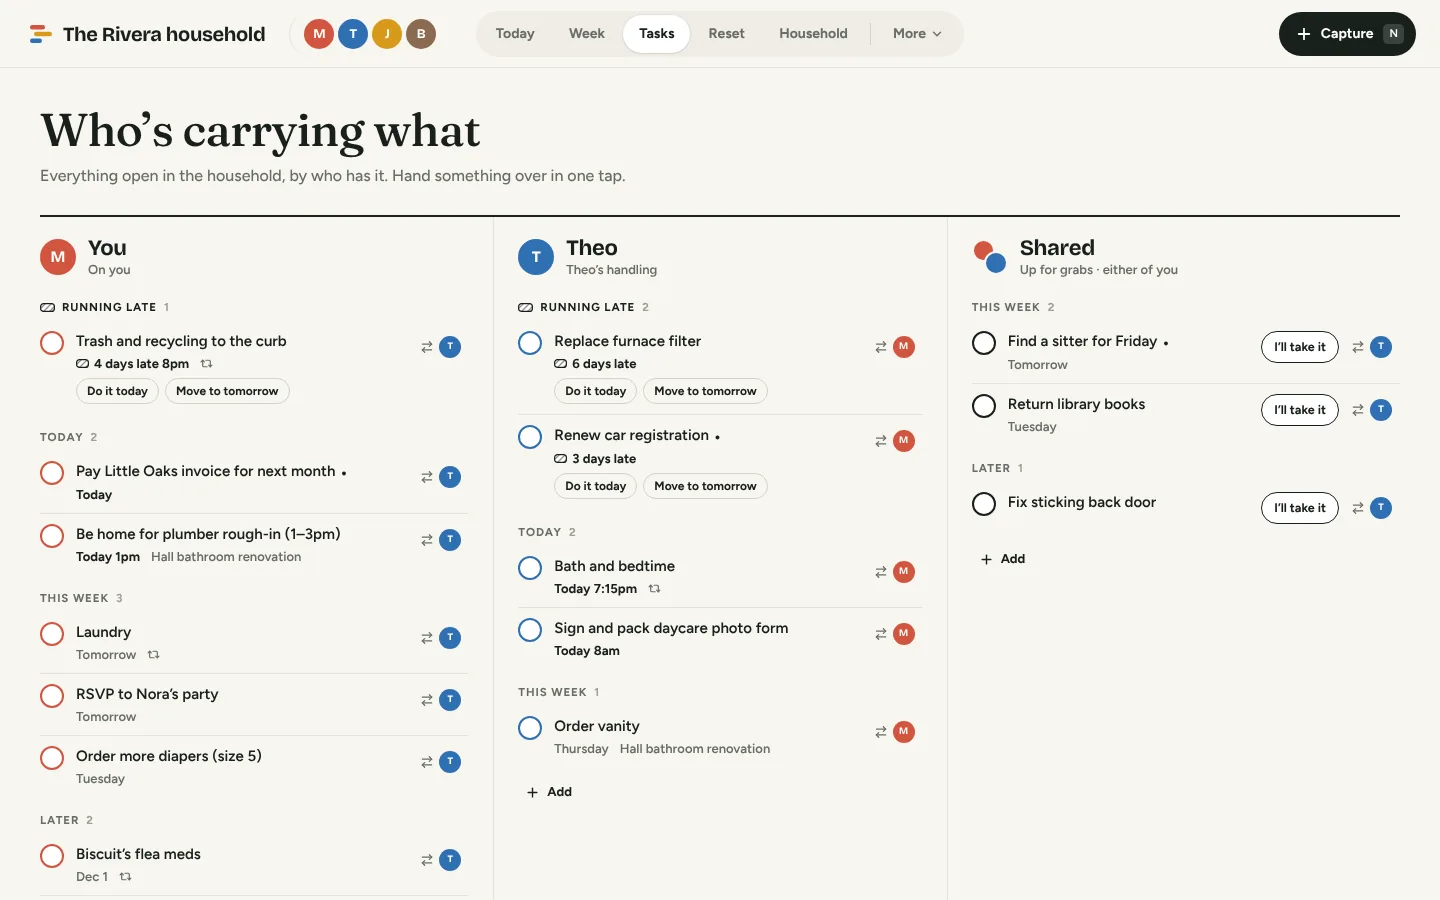 The Rivera household
M T J B
Today Week Tasks Reset Household More
+ Capture N
Who’s carrying what
Everything open in the household, by who has it. Hand something over in one tap.
M
You
On you
RUNNING LATE 1
Trash and recycling to the curb
T
4 days late 8pm
Do it today Move to tomorrow
TODAY 2
Pay Little Oaks invoice for next month •
T
Today
Be home for plumber rough-in (1–3pm)
T
Today 1pm Hall bathroom renovation
THIS WEEK 3
Laundry
T
Tomorrow
RSVP to Nora’s party
T
Tomorrow
Order more diapers (size 5)
T
Tuesday
LATER 2
Biscuit’s flea meds
T
Dec 1
T
Theo
Theo’s handling
RUNNING LATE 2
Replace furnace filter
M
6 days late
Do it today Move to tomorrow
Renew car registration •
M
3 days late
Do it today Move to tomorrow
TODAY 2
Bath and bedtime
M
Today 7:15pm
Sign and pack daycare photo form
M
Today 8am
THIS WEEK 1
Order vanity
M
Thursday Hall bathroom renovation
+ Add
Shared
Up for grabs · either of you
THIS WEEK 2
Find a sitter for Friday •
I’ll take it T
Tomorrow
Return library books
I’ll take it T
Tuesday
LATER 1
Fix sticking back door
I’ll take it T
+ Add